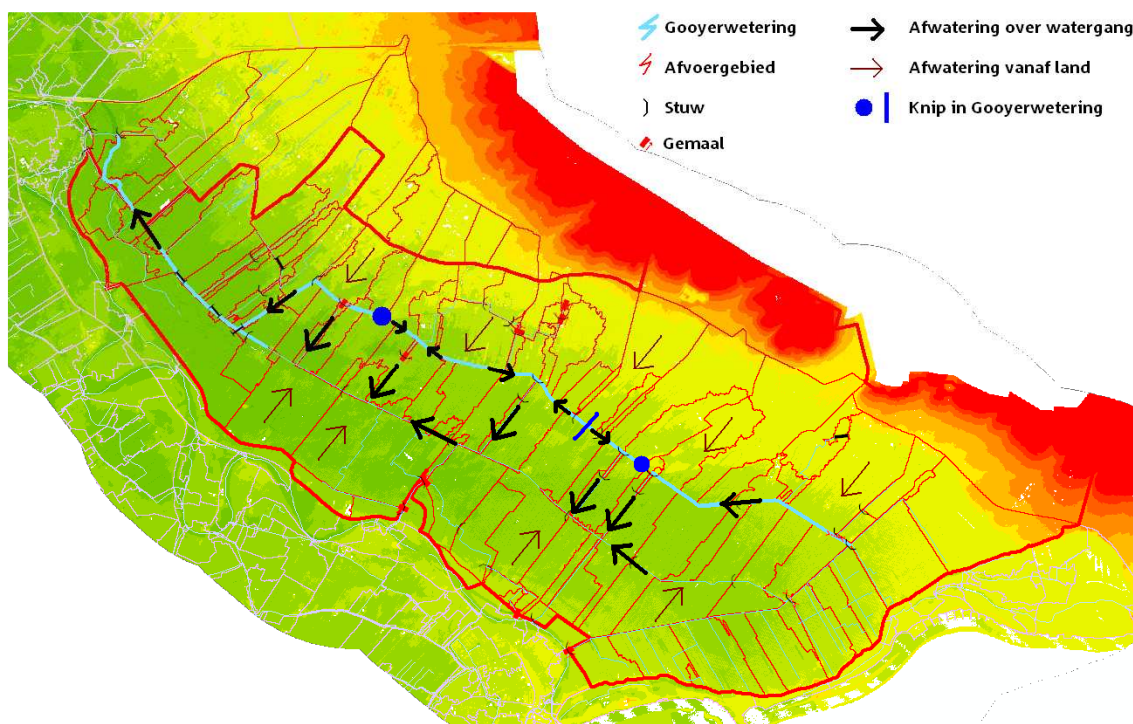 Gooyerwetering
Afvoergebied
Stuw
Gemaal
Afwatering over watergang
Afwatering vanaf land
Knip in Gooyerwetering